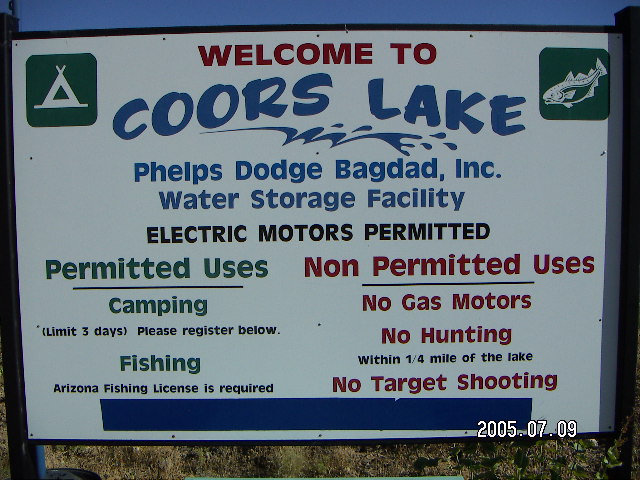 WELCOME TO
COORS LAKE
Phelps Dodge Bagdad, Inc.
Water Storage Facility
ELECTRIC MOTORS PERMITTED
Permitted Uses
Camping
(Limit 3 days) Please register below.
Fishing
Arizona Fishing License is required
Non Permitted Uses
No Gas Motors
No Hunting
Within 1/4 mile of the lake
No Target Shooting
2005.07.09